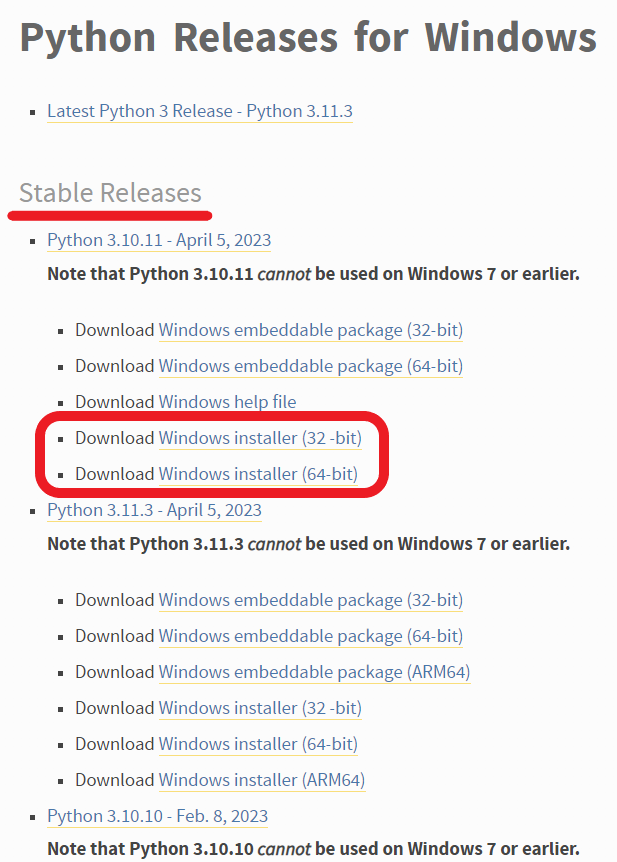 Python Releases for Windows
Latest Python 3 Release - Python 3.11.3
Stable Releases
Python 3.10.11 - April 5, 2023
Note that Python 3.10.11 cannot be used on Windows 7 or earlier.
Download Windows embeddable package (32-bit)
Download Windows embeddable package (64-bit)
Download Windows help file
Download Windows installer (32 -bit)
Download Windows installer (64-bit)
Python 3.11.3 - April 5, 2023
Note that Python 3.11.3 cannot be used on Windows 7 or earlier.
Download Windows embeddable package (32-bit)
Download Windows embeddable package (64-bit)
Download Windows embeddable package (ARM64)
Download Windows installer (32 -bit)
Download Windows installer (64-bit)
Download Windows installer (ARM64)
Python 3.10.10 - Feb. 8, 2023
Note that Python 3.10.10 cannot be used on Windows 7 or earlier.